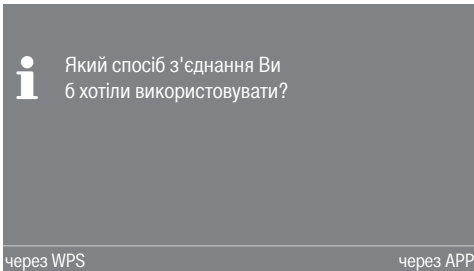 Який спосіб з'єднання Ви
б хотіли використовувати?
через WPS
через APP